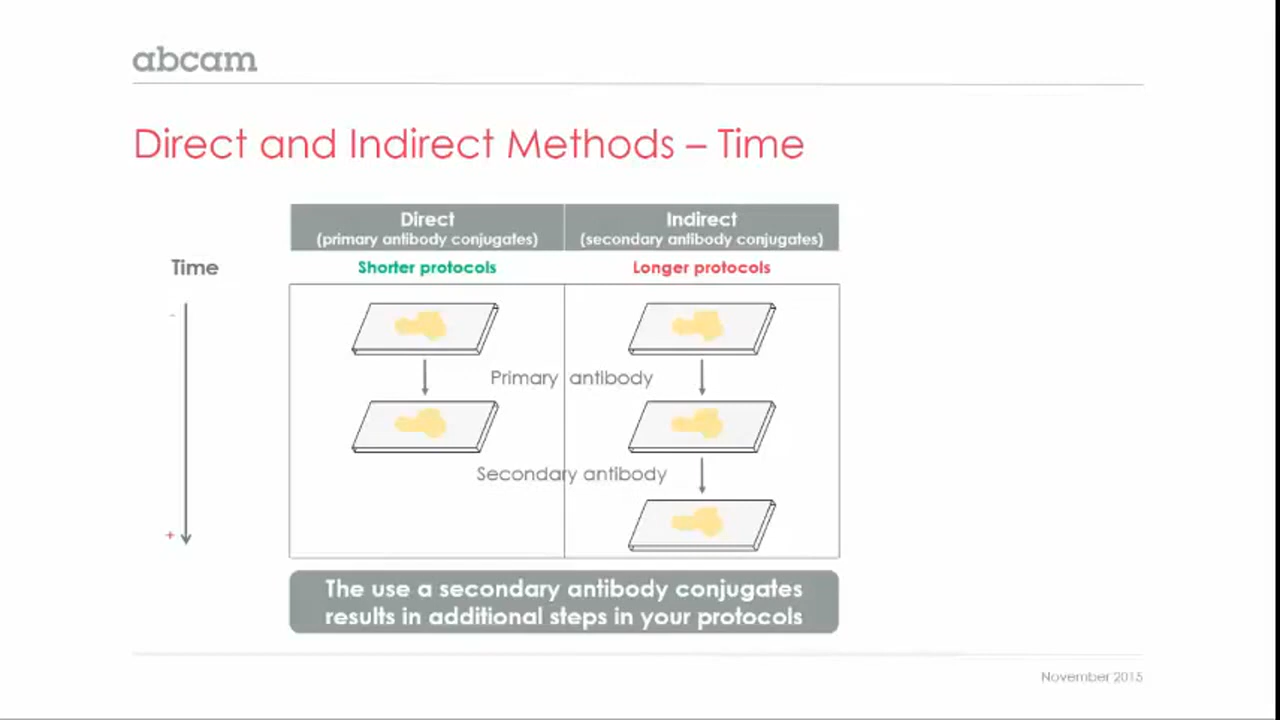 abcam
Direct and Indirect Methods – Time
Direct
(primary antibody conjugates)
Indirect
(secondary antibody conjugates)
Time
Shorter protocols
Longer protocols
-
Primary antibody
Secondary antibody
+
The use a secondary antibody conjugates
results in additional steps in your protocols
November 2015